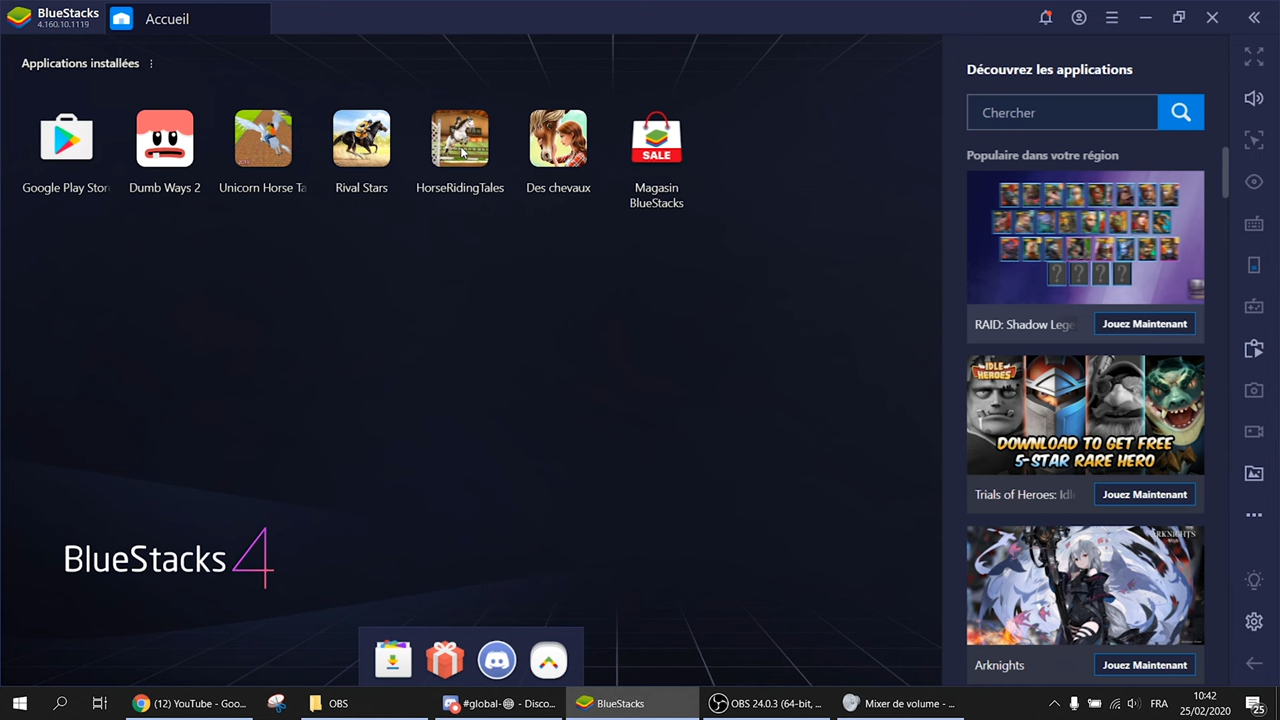 BlueStacks
4.160.10.1119
Accueil
Applications installées
Google Play Stor
Dumb Ways 2
Unicorn Horse Ta
Rival Stars
HorseRidingTales
Des chevaux
SALE
Magasin
BlueStacks
BlueStacks 4
Découvrez les applications
Chercher
Populaire dans votre région
RAID: Shadow Lege
Jouez Maintenant
IDLE
HEROES
DOWNLOAD TO GET FREE
5-STAR RARE HERO
Trials of Heroes: Idl
Jouez Maintenant
ARKNIGHTS
Arknights
Jouez Maintenant
(12) YouTube - Goo...
OBS
#global-🌐 - Disco...
BlueStacks
OBS 24.0.3 (64-bit, ...
Mixer de volume - ...
FRA
10:42
25/02/2020
25